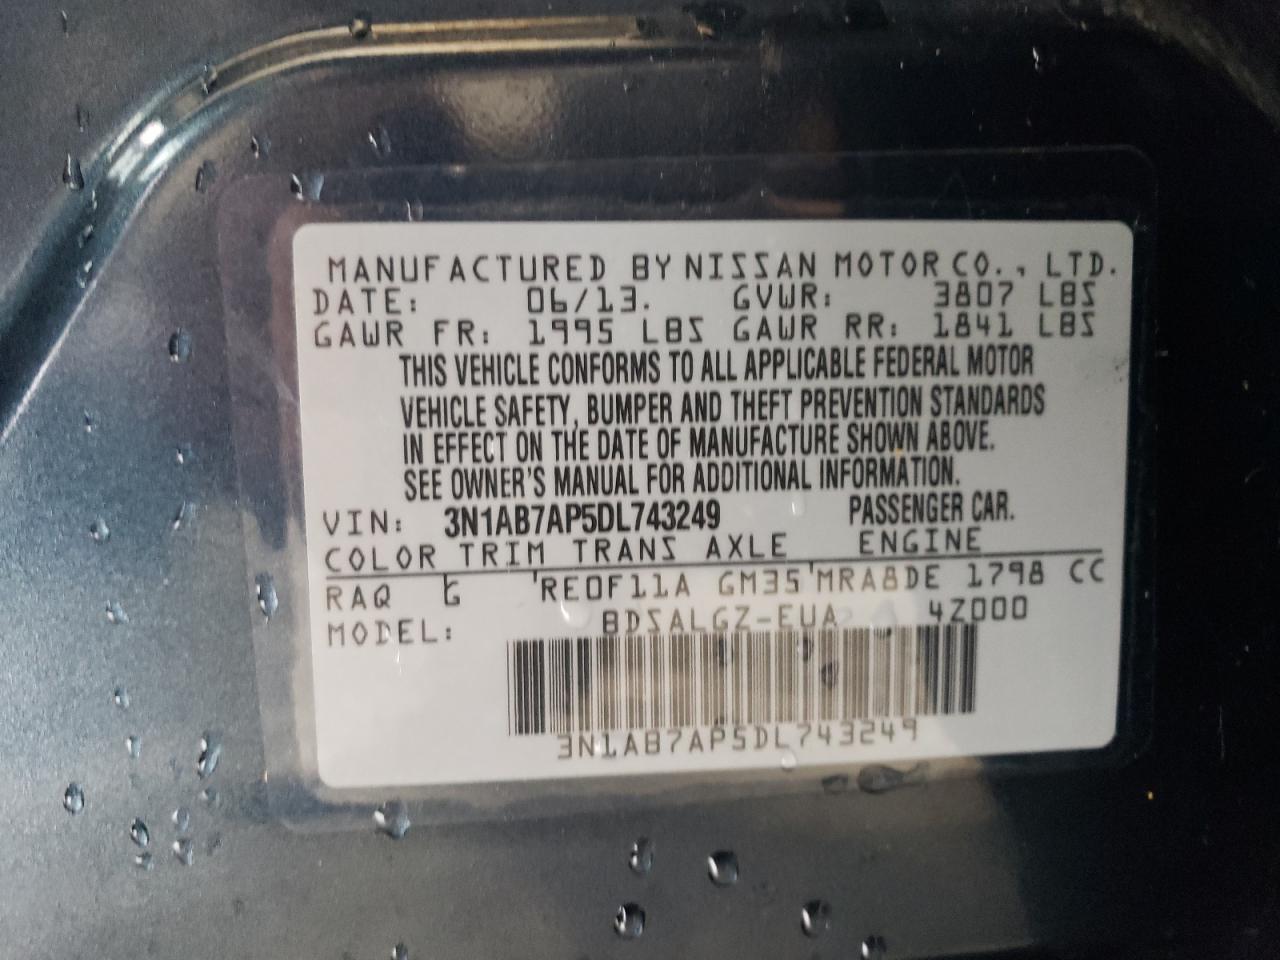 MANUFACTURED BY NISSAN MOTOR CO., LTD.
DATE: 06/13. GVWR: 3807 LBS
GAWR FR: 1995 LBS GAWR RR: 1841 LBS
THIS VEHICLE CONFORMS TO ALL APPLICABLE FEDERAL MOTOR
VEHICLE SAFETY, BUMPER AND THEFT PREVENTION STANDARDS
IN EFFECT ON THE DATE OF MANUFACTURE SHOWN ABOVE.
SEE OWNER'S MANUAL FOR ADDITIONAL INFORMATION.
VIN: 3N1AB7AP5DL743249 PASSENGER CAR.
COLOR TRIM TRANS AXLE ENGINE
RAQ G 'RE0F11A GM35'MRA8DE 1798 CC
MODEL: BDSALGZ-EUA 4Z000
3N1AB7AP5DL743249